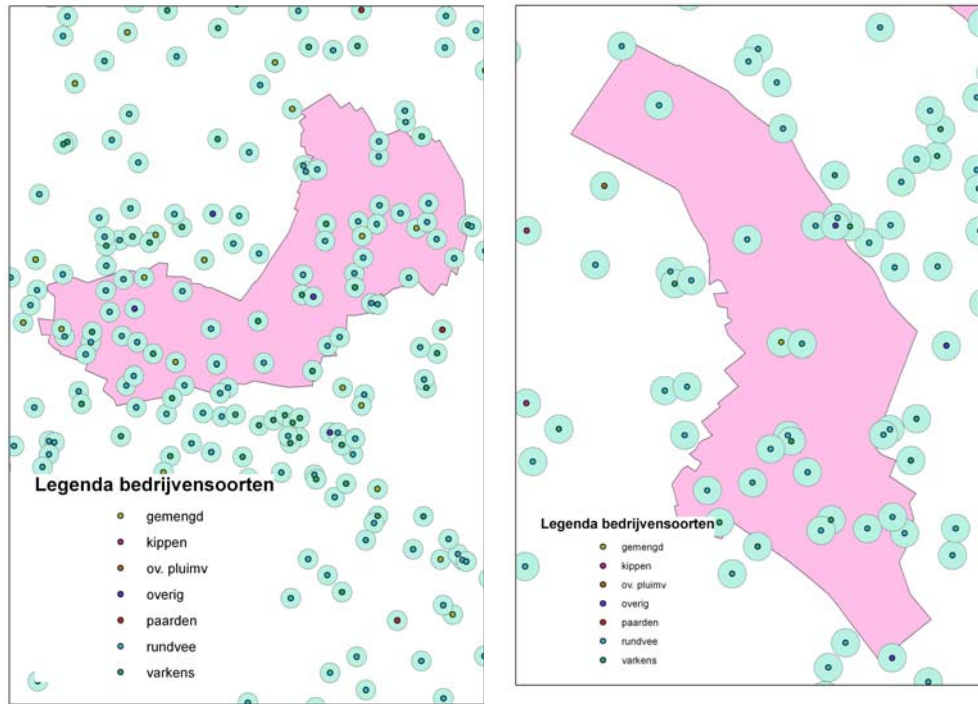 Legenda bedrijvensoorten
gemengd
kippen
ov. pluimv
overig
paarden
rundvee
varkens
Legenda bedrijvensoorten
gemengd
kippen
ov. pluimv
overig
paarden
rundvee
varkens